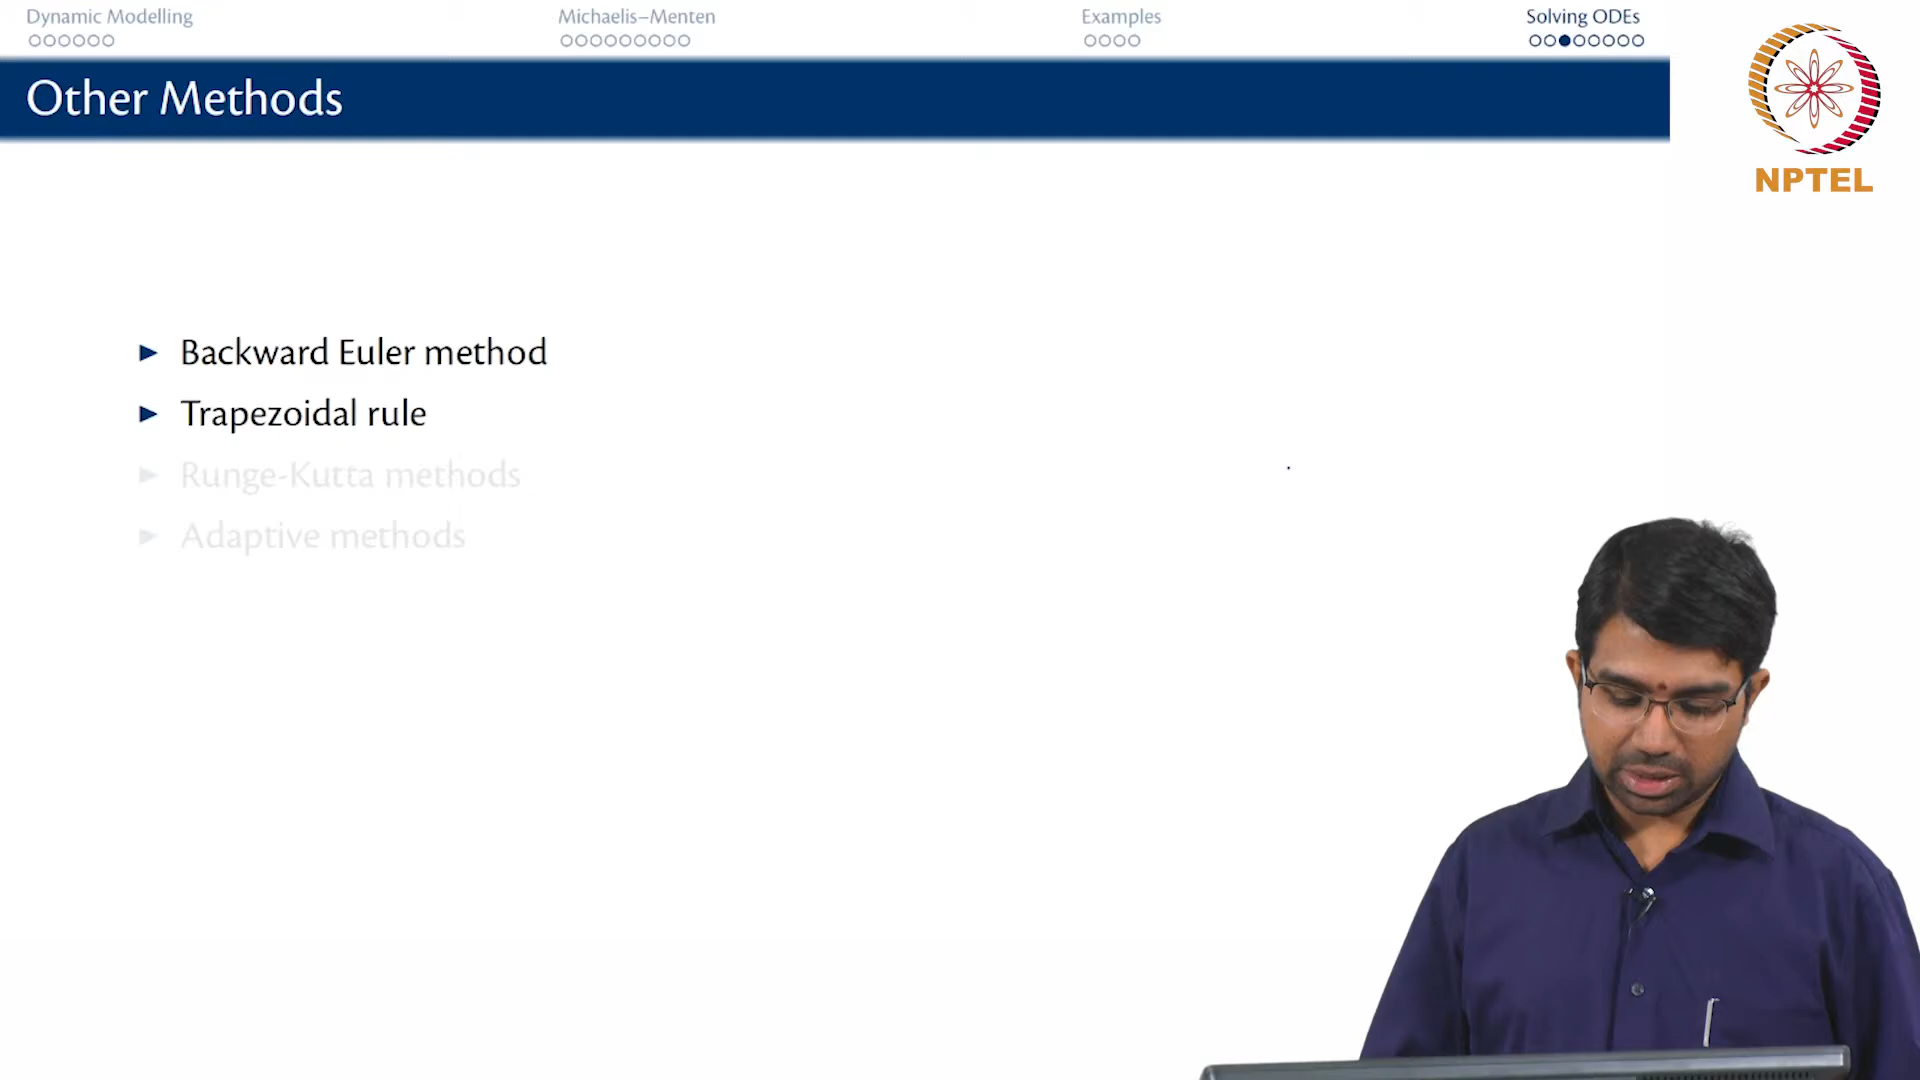 Dynamic Modelling
Michaelis–Menten
Examples
Solving ODEs
Other Methods
NPTEL
► Backward Euler method
► Trapezoidal rule
► Runge-Kutta methods
► Adaptive methods